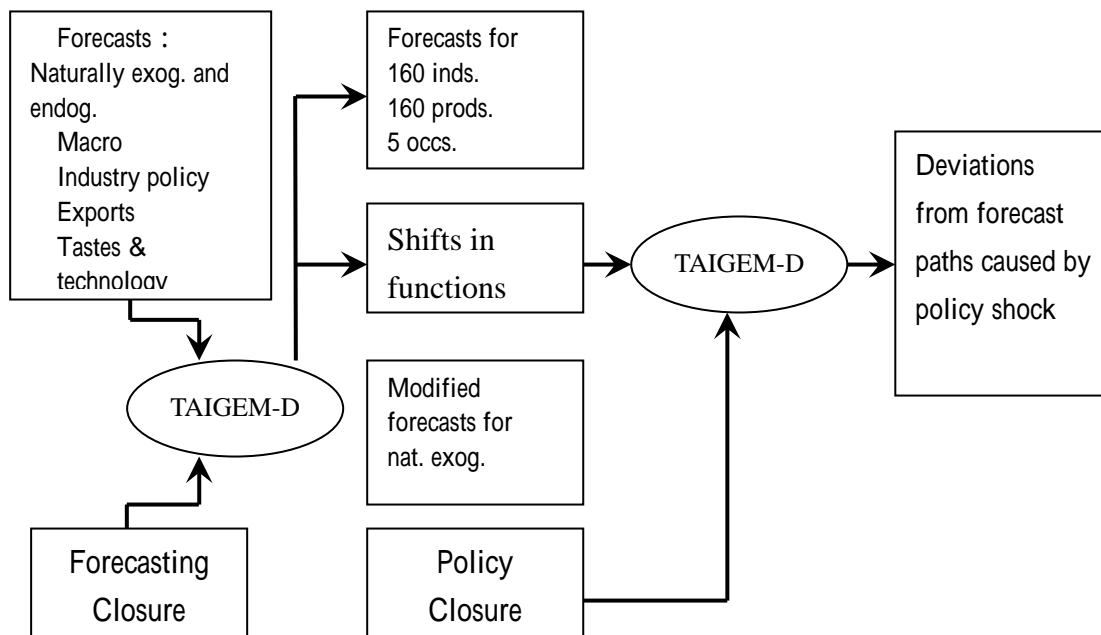 Forecasts :
Naturally exog. and
endog.
Macro
Industry policy
Exports
Tastes &
technology
TAIGEM-D
Forecasting
Closure
Forecasts for
160 inds.
160 prods.
5 occs.
Shifts in
functions
Modified
forecasts for
nat. exog.
Policy
Closure
TAIGEM-D
Deviations
from forecast
paths caused by
policy shock